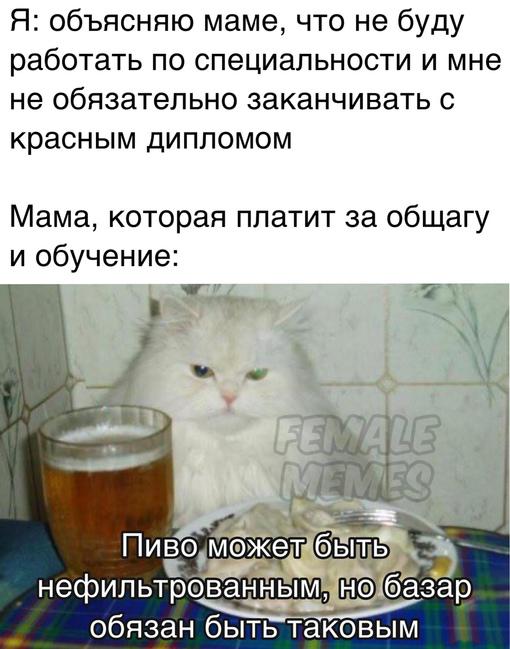 Я: объясняю маме, что не буду
работать по специальности и мне
не обязательно заканчивать с
красным дипломом
Мама, которая платит за общагу
и обучение:
FEMALE
MEMES
Пиво может быть
нефильтрованным, но базар
обязан быть таковым